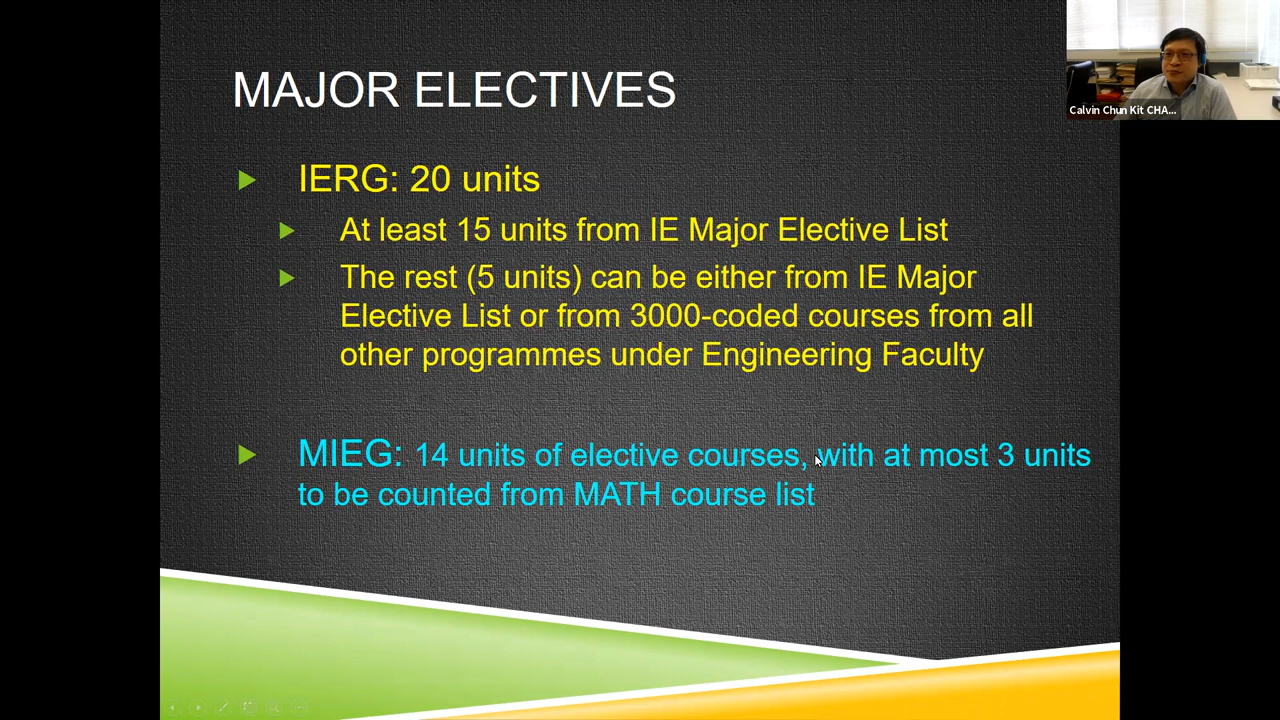 MAJOR ELECTIVES
IERG: 20 units
At least 15 units from IE Major Elective List
The rest (5 units) can be either from IE Major
Elective List or from 3000-coded courses from all
other programmes under Engineering Faculty
MIEG: 14 units of elective courses, with at most 3 units
to be counted from MATH course list
Calvin Chun Kit CHA...